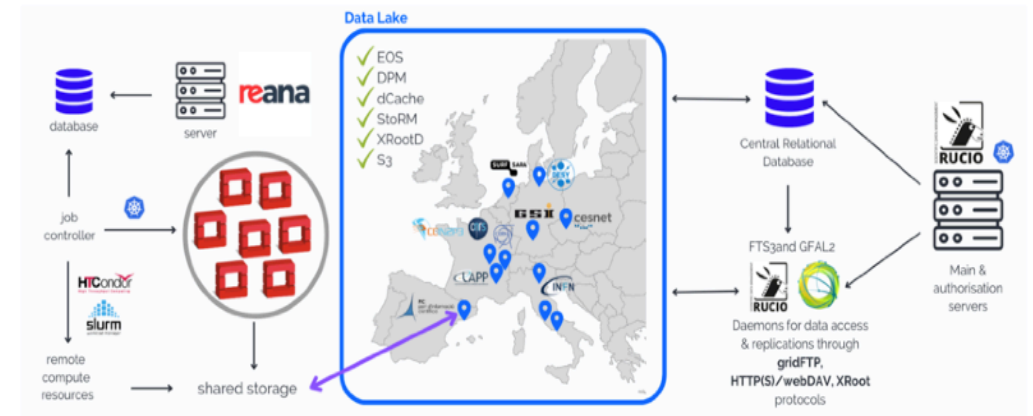 Data Lake
EOS
DPM
dCache
StoRM
XRootD
S3
database
server
reana
job
controller
HTCondor
slurm
remote
compute
resources
shared storage
SURF SARA
DESY
GSI
cesnet
CNRS
LAPP
INFN
PIC
Central Relational
Database
FTS3and GFAL2
RUCIO
Daemons for data access
& replications through
gridFTP,
HTTP(S)/webDAV, XRoot
protocols
RUCIO
Main &
authorisation
servers